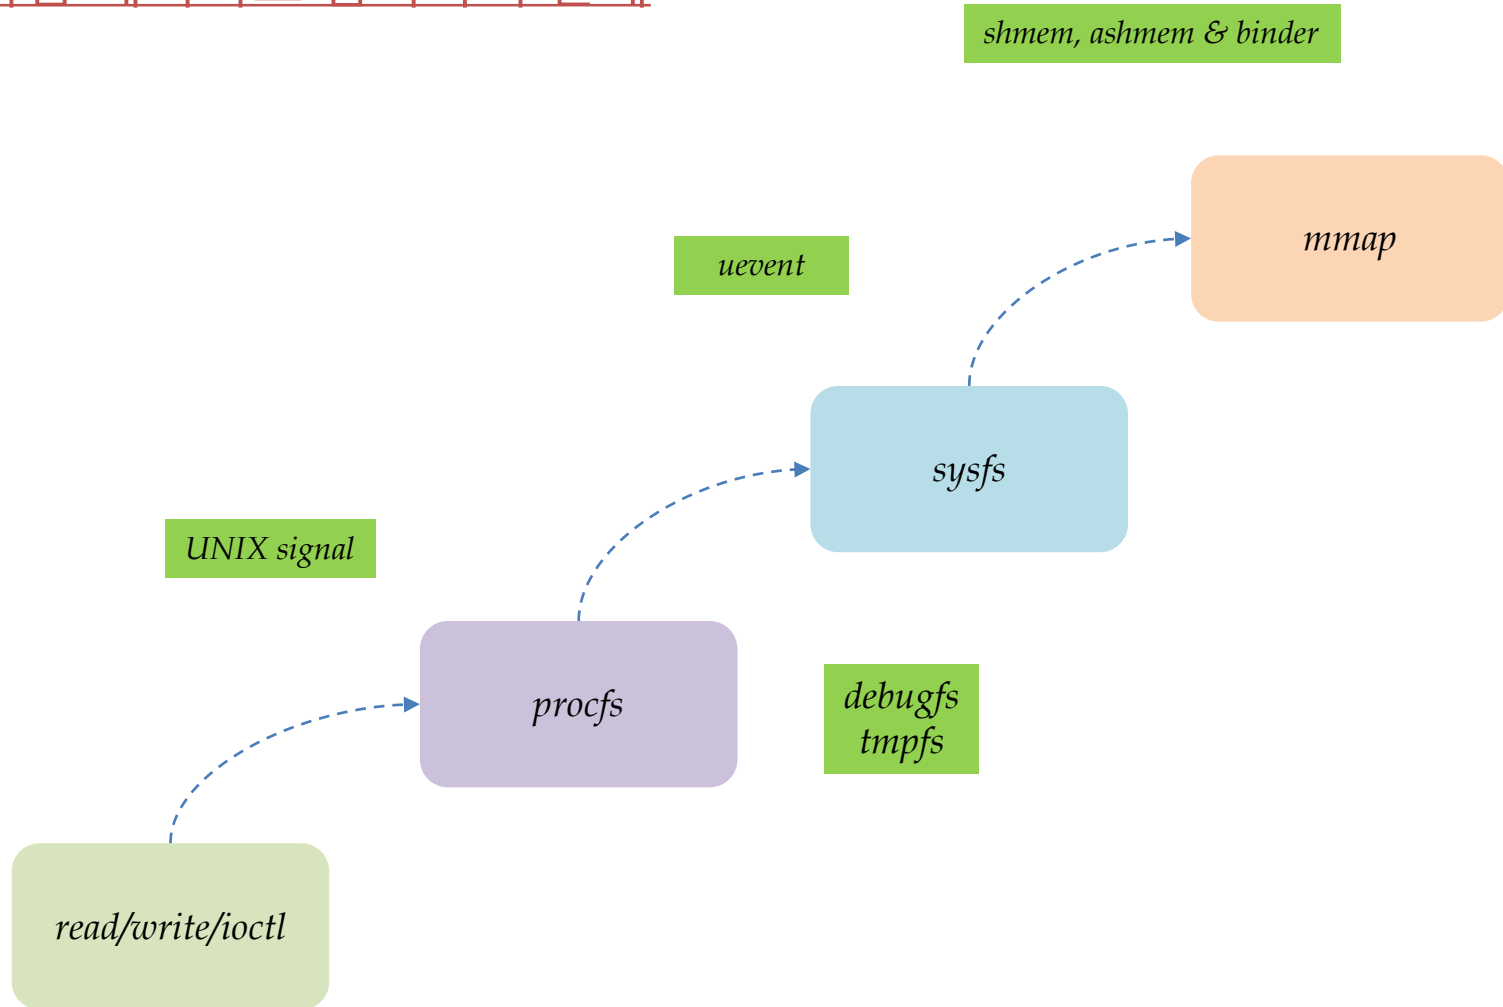 shmem, ashmem & binder
mmap
uevent
sysfs
UNIX signal
procfs
debugfs
tmpfs
read/write/ioctl